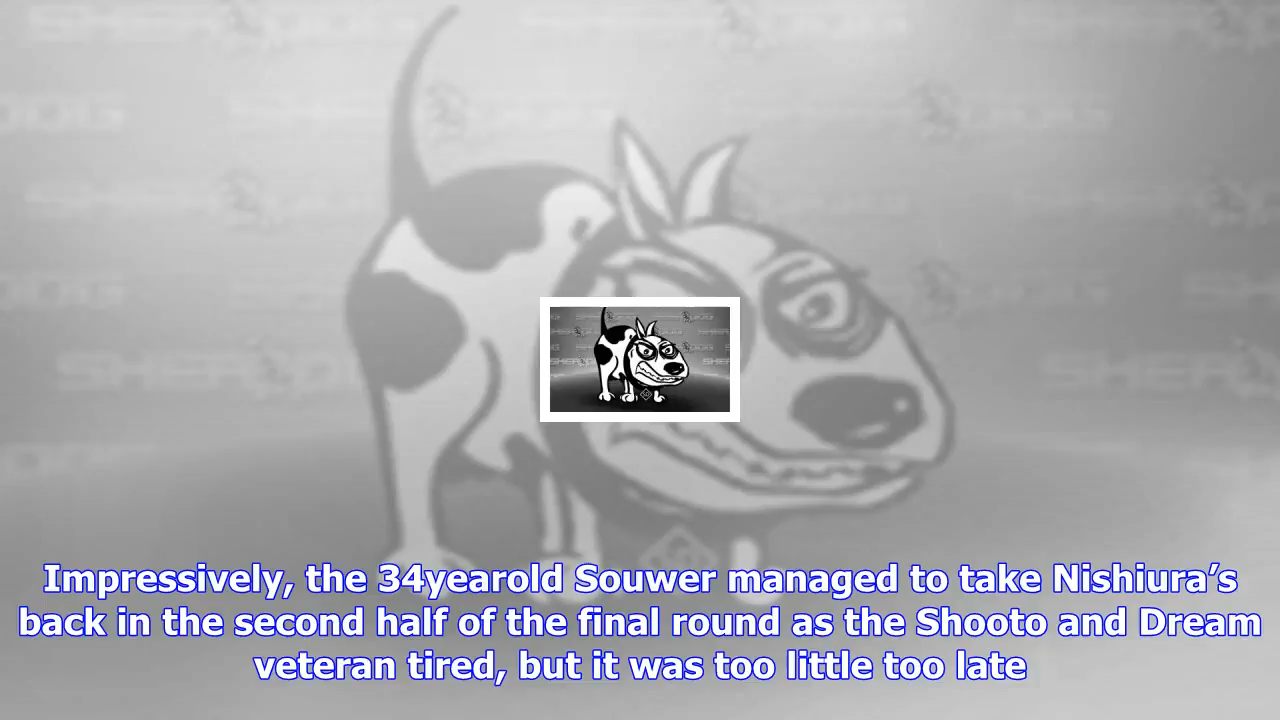 Impressively, the 34yearold Souwer managed to take Nishiura’s
back in the second half of the final round as the Shooto and Dream
veteran tired, but it was too little too late